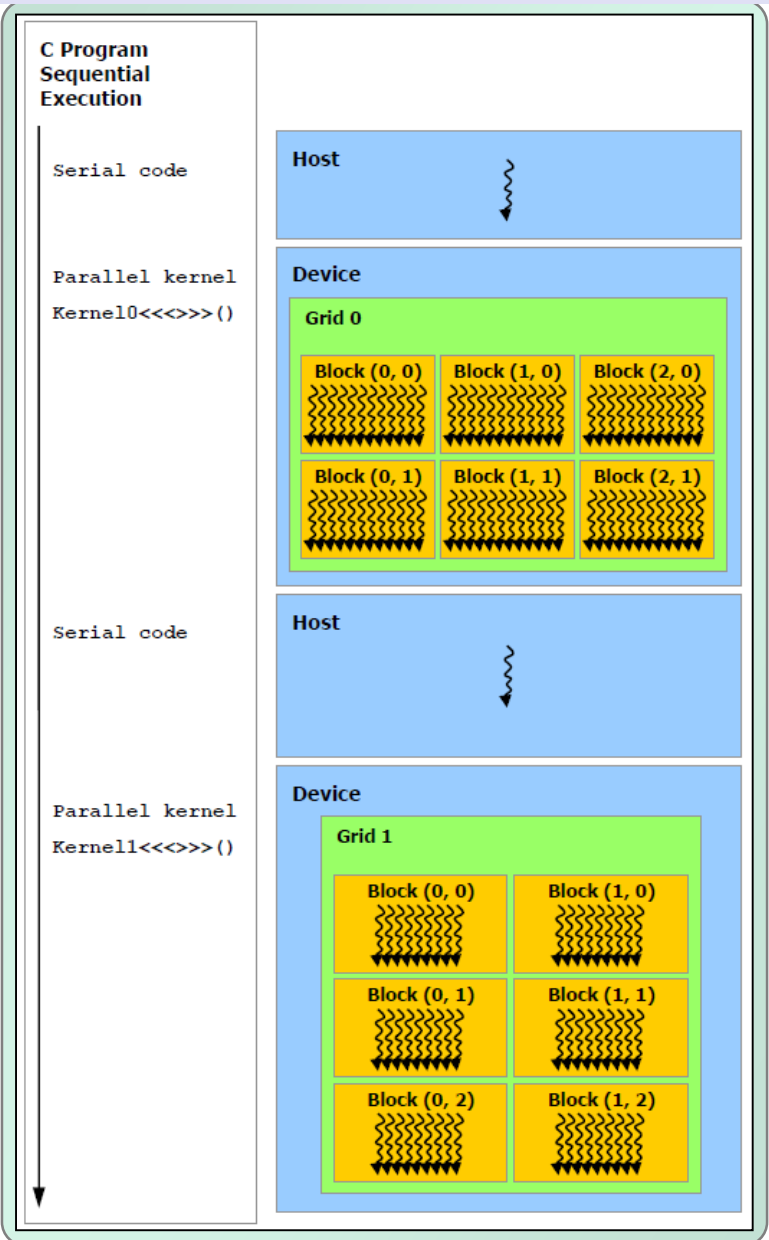 C Program
Sequential
Execution
Serial code
Host
Parallel kernel
Kernel0<<<>>>()
Device
Grid 0
Block (0, 0)
Block (1, 0)
Block (2, 0)
Block (0, 1)
Block (1, 1)
Block (2, 1)
Serial code
Host
Parallel kernel
Kernel1<<<>>>()
Device
Grid 1
Block (0, 0)
Block (1, 0)
Block (0, 1)
Block (1, 1)
Block (0, 2)
Block (1, 2)